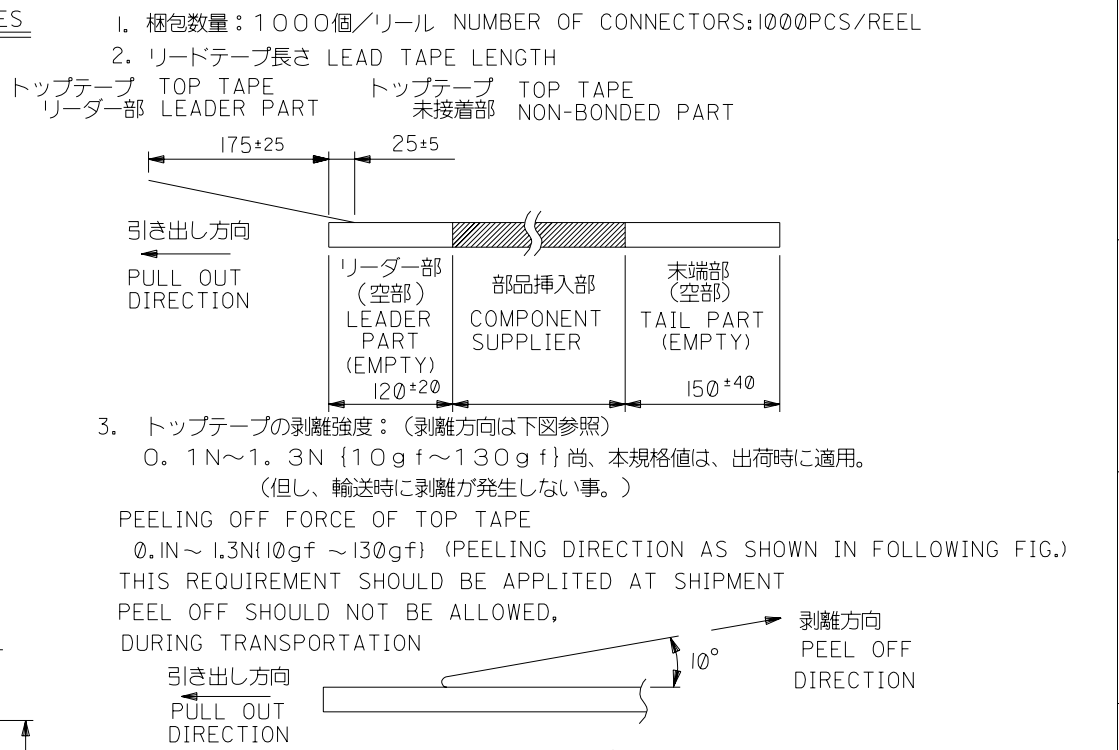 ES
1. 梱包数量：１０００個／リール NUMBER OF CONNECTORS:1000PCS/REEL
2. リードテープ長さ LEAD TAPE LENGTH
トップテープ TOP TAPE
リーダー部 LEADER PART
トップテープ TOP TAPE
未接着部 NON-BONDED PART
175±25
25±5
引き出し方向
PULL OUT
DIRECTION
リーダー部
（空部）
LEADER
PART
(EMPTY)
120±20
部品挿入部
COMPONENT
SUPPLIER
末端部
（空部）
TAIL PART
(EMPTY)
150±40
3. トップテープの剥離強度：（剥離方向は下図参照）
０．１Ｎ～１．３Ｎ {１０ｇｆ～１３０ｇｆ} 尚、本規格値は、出荷時に適用。
（但し、輸送時に剥離が発生しない事。）
PEELING OFF FORCE OF TOP TAPE
0.1N～1.3N{10gf ～130gf} (PEELING DIRECTION AS SHOWN IN FOLLOWING FIG.)
THIS REQUIREMENT SHOULD BE APPLITED AT SHIPMENT
PEEL OFF SHOULD NOT BE ALLOWED,
DURING TRANSPORTATION
引き出し方向
PULL OUT
DIRECTION
10°
剥離方向
PEEL OFF
DIRECTION